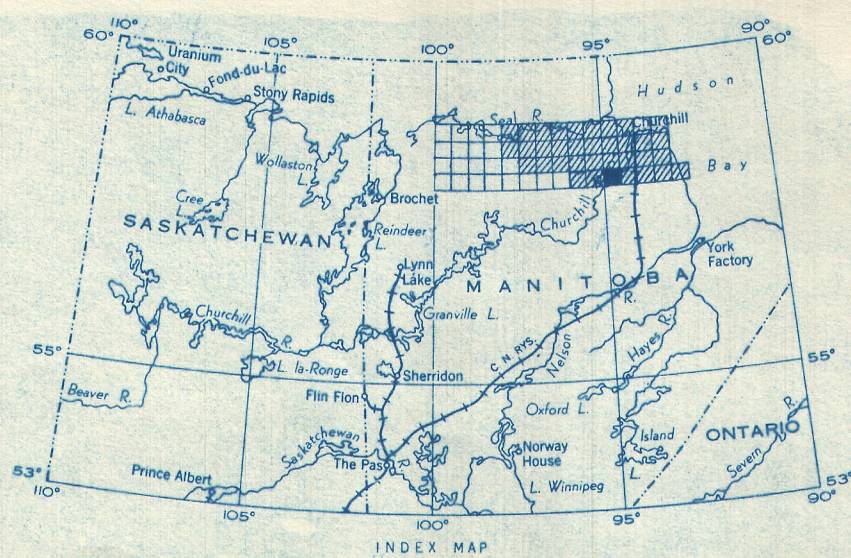 110°
60°
105°
100°
95°
90°
60°
Uranium
City
Fond-du-Lac
Stony Rapids
L. Athabasca
Hudson
Bay
Seal R.
Churchill
Wollaston
L.
Cree
L.
Brochet
SASKATCHEWAN
Reindeer
L.
Churchill
York
Factory
Lynn
Lake
MANITOBA
R.
Granville L.
Churchill
R.
C.N.RYS.
Nelson
Hayes R.
55°
55°
L. la-Ronge
Sherridon
Beaver R.
Flin Flon
Oxford L.
Island
L.
ONTARIO
Severn R.
Saskatchewan
R.
The Pas
Norway
House
L. Winnipeg
Prince Albert
53°
110°
105°
100°
95°
53°
90°
INDEX MAP